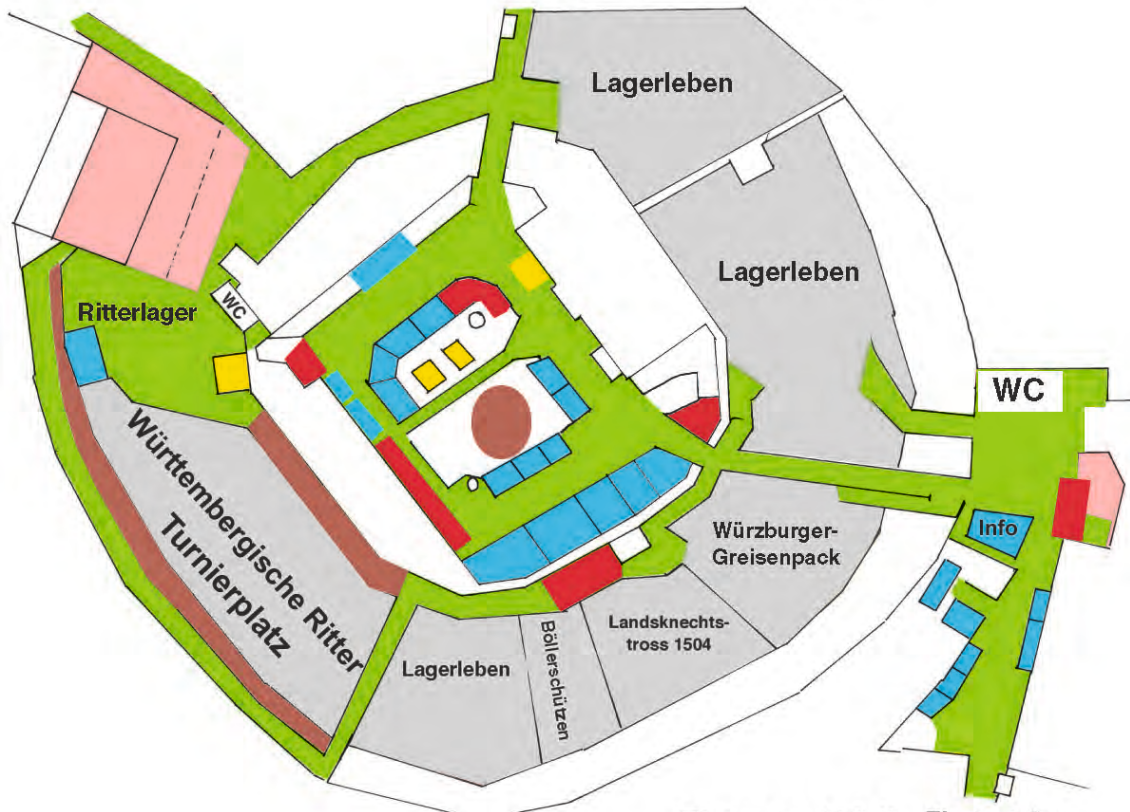 Lagerleben
Lagerleben
Ritterlager
WC
WC
Württembergische Ritter
Turnierplatz
Info
Würzburger-
Greisenpack
Landsknechts-
tross 1504
Böllerschützen
Lagerleben